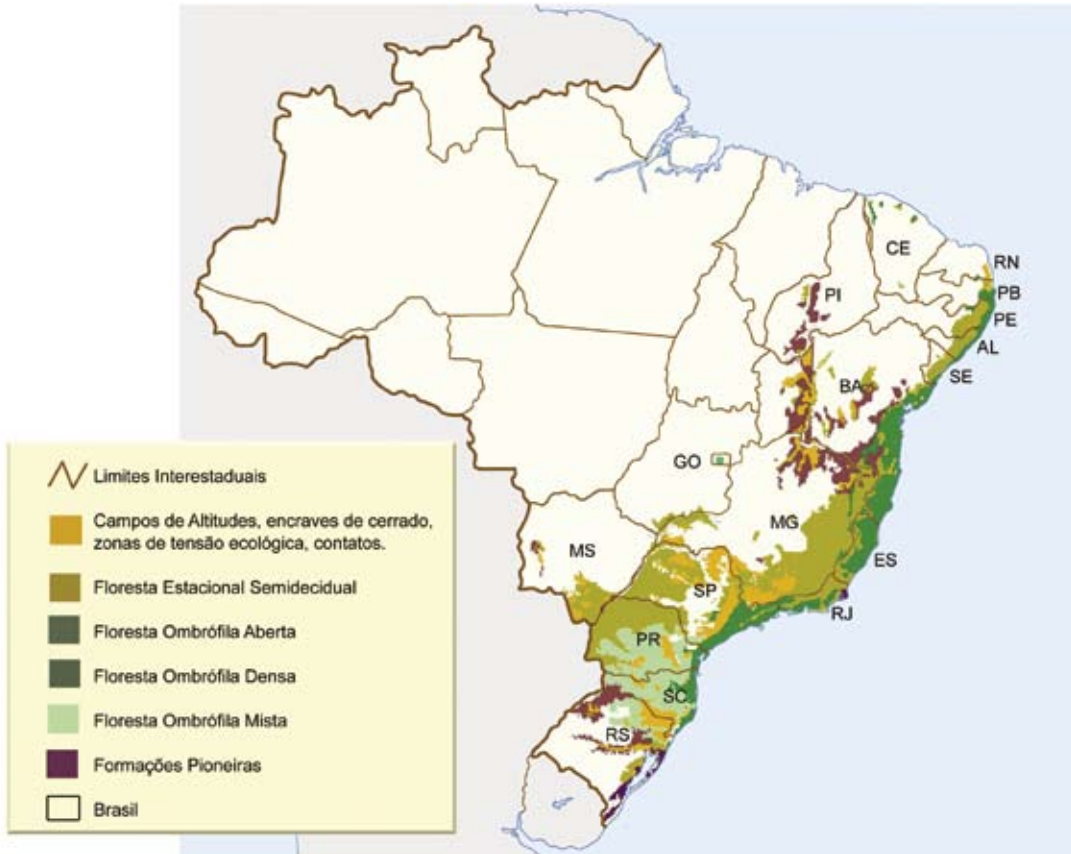 CE
RN
PB
PI
PE
AL
SE
BA
GO
MG
MS
ES
SP
RJ
PR
SC
RS
Limites Interestaduais
Campos de Altitudes, encraves de cerrado,
zonas de tensão ecológica, contatos.
Floresta Estacional Semidecidual
Floresta Ombrófila Aberta
Floresta Ombrófila Densa
Floresta Ombrófila Mista
Formações Pioneiras
Brasil